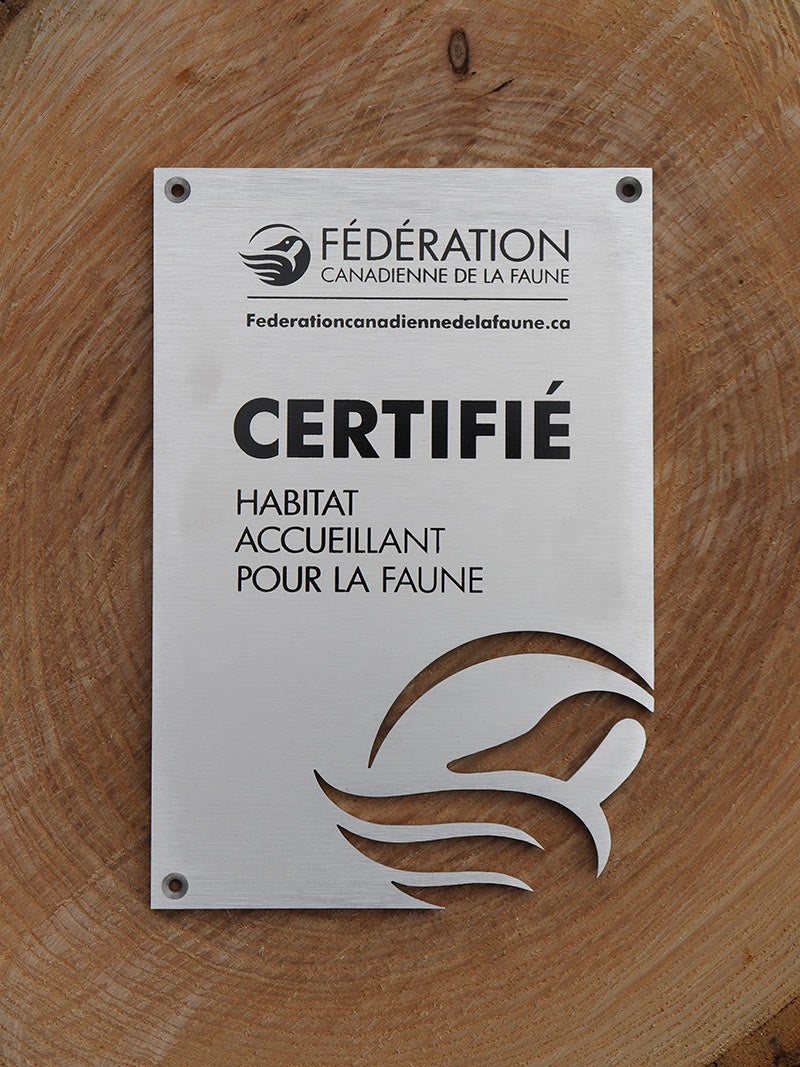 FÉDÉRATION
CANADIENNE DE LA FAUNE
Federationcanadiennedelafaune.ca
CERTIFIÉ
HABITAT
ACCUEILLANT
POUR LA FAUNE